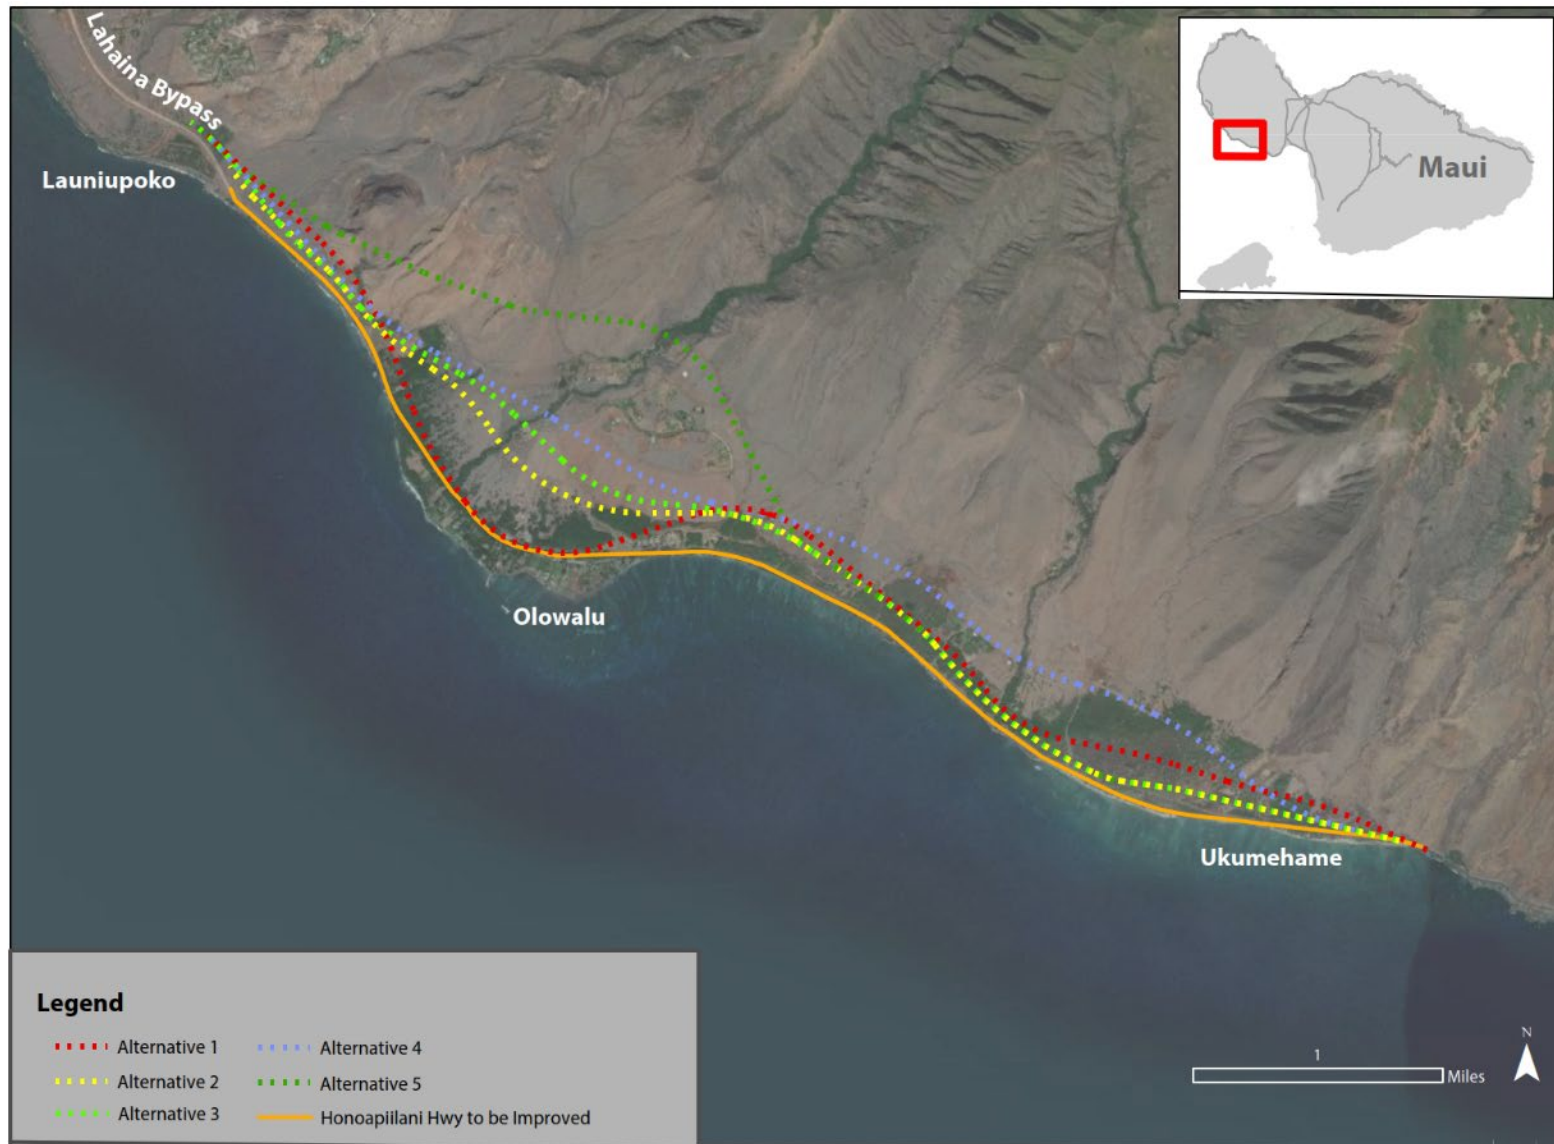 Lahaina Bypass
Launiupoko
Maui
Olowalu
Ukumehame
Legend
Alternative 1
Alternative 2
Alternative 3
Alternative 4
Alternative 5
Honoapiilani Hwy to be Improved
1
Miles
N